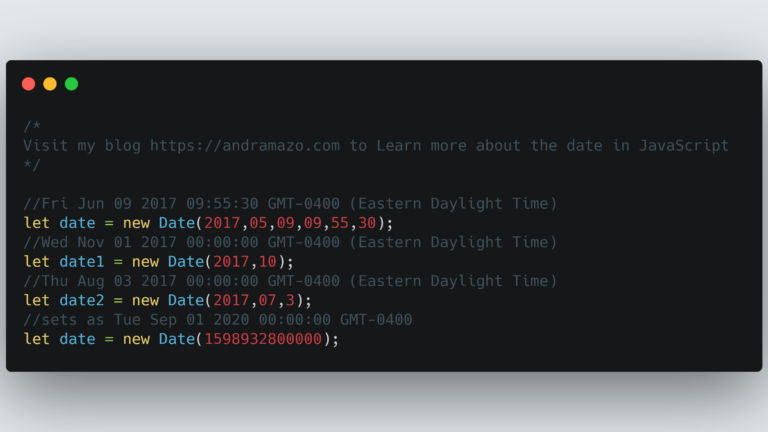 /*
Visit my blog https://andramazo.com to Learn more about the date in JavaScript
*/
//Fri Jun 09 2017 09:55:30 GMT-0400 (Eastern Daylight Time)
let date = new Date(2017,05,09,09,55,30);
//Wed Nov 01 2017 00:00:00 GMT-0400 (Eastern Daylight Time)
let date1 = new Date(2017,10);
//Thu Aug 03 2017 00:00:00 GMT-0400 (Eastern Daylight Time)
let date2 = new Date(2017,07,3);
//sets as Tue Sep 01 2020 00:00:00 GMT-0400
let date = new Date(1598932800000);